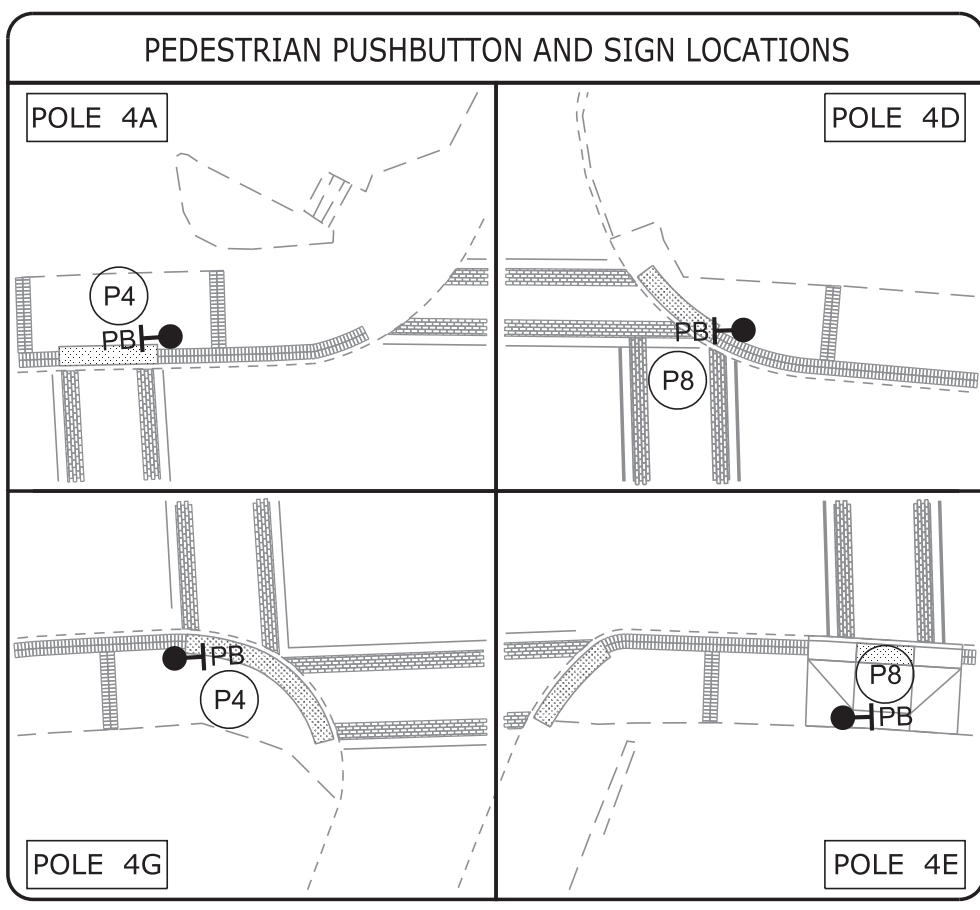 PEDESTRIAN PUSHBUTTON AND SIGN LOCATIONS
POLE 4A
P4
PB
POLE 4D
PB
P8
PB
P4
POLE 4G
P8
PB
POLE 4E